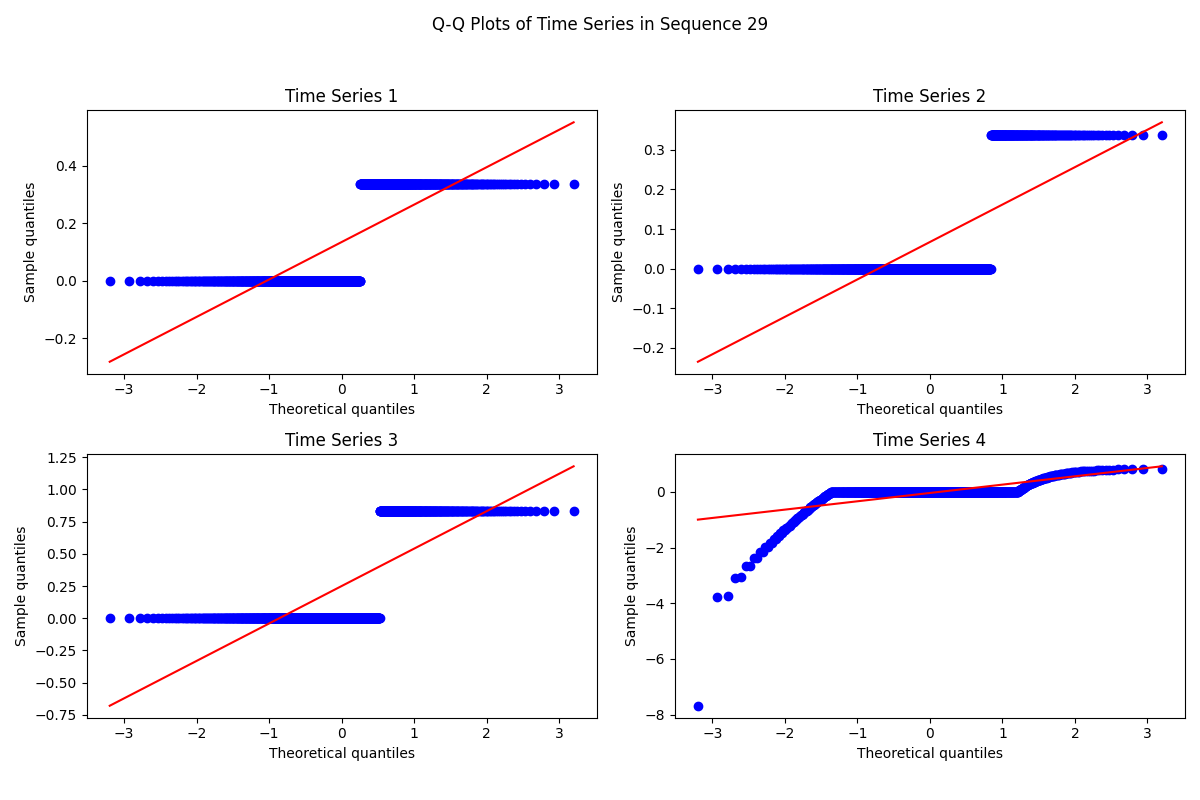 Q-Q Plots of Time Series in Sequence 29
Time Series 1
Sample quantiles
0.4
0.2
0.0
−0.2
−3 −2 −1 0 1 2 3
Theoretical quantiles
Time Series 2
Sample quantiles
0.3
0.2
0.1
0.0
−0.1
−0.2
−3 −2 −1 0 1 2 3
Theoretical quantiles
Time Series 3
Sample quantiles
1.25
1.00
0.75
0.50
0.25
0.00
−0.25
−0.50
−0.75
−3 −2 −1 0 1 2 3
Theoretical quantiles
Time Series 4
Sample quantiles
0
−2
−4
−6
−8
−3 −2 −1 0 1 2 3
Theoretical quantiles